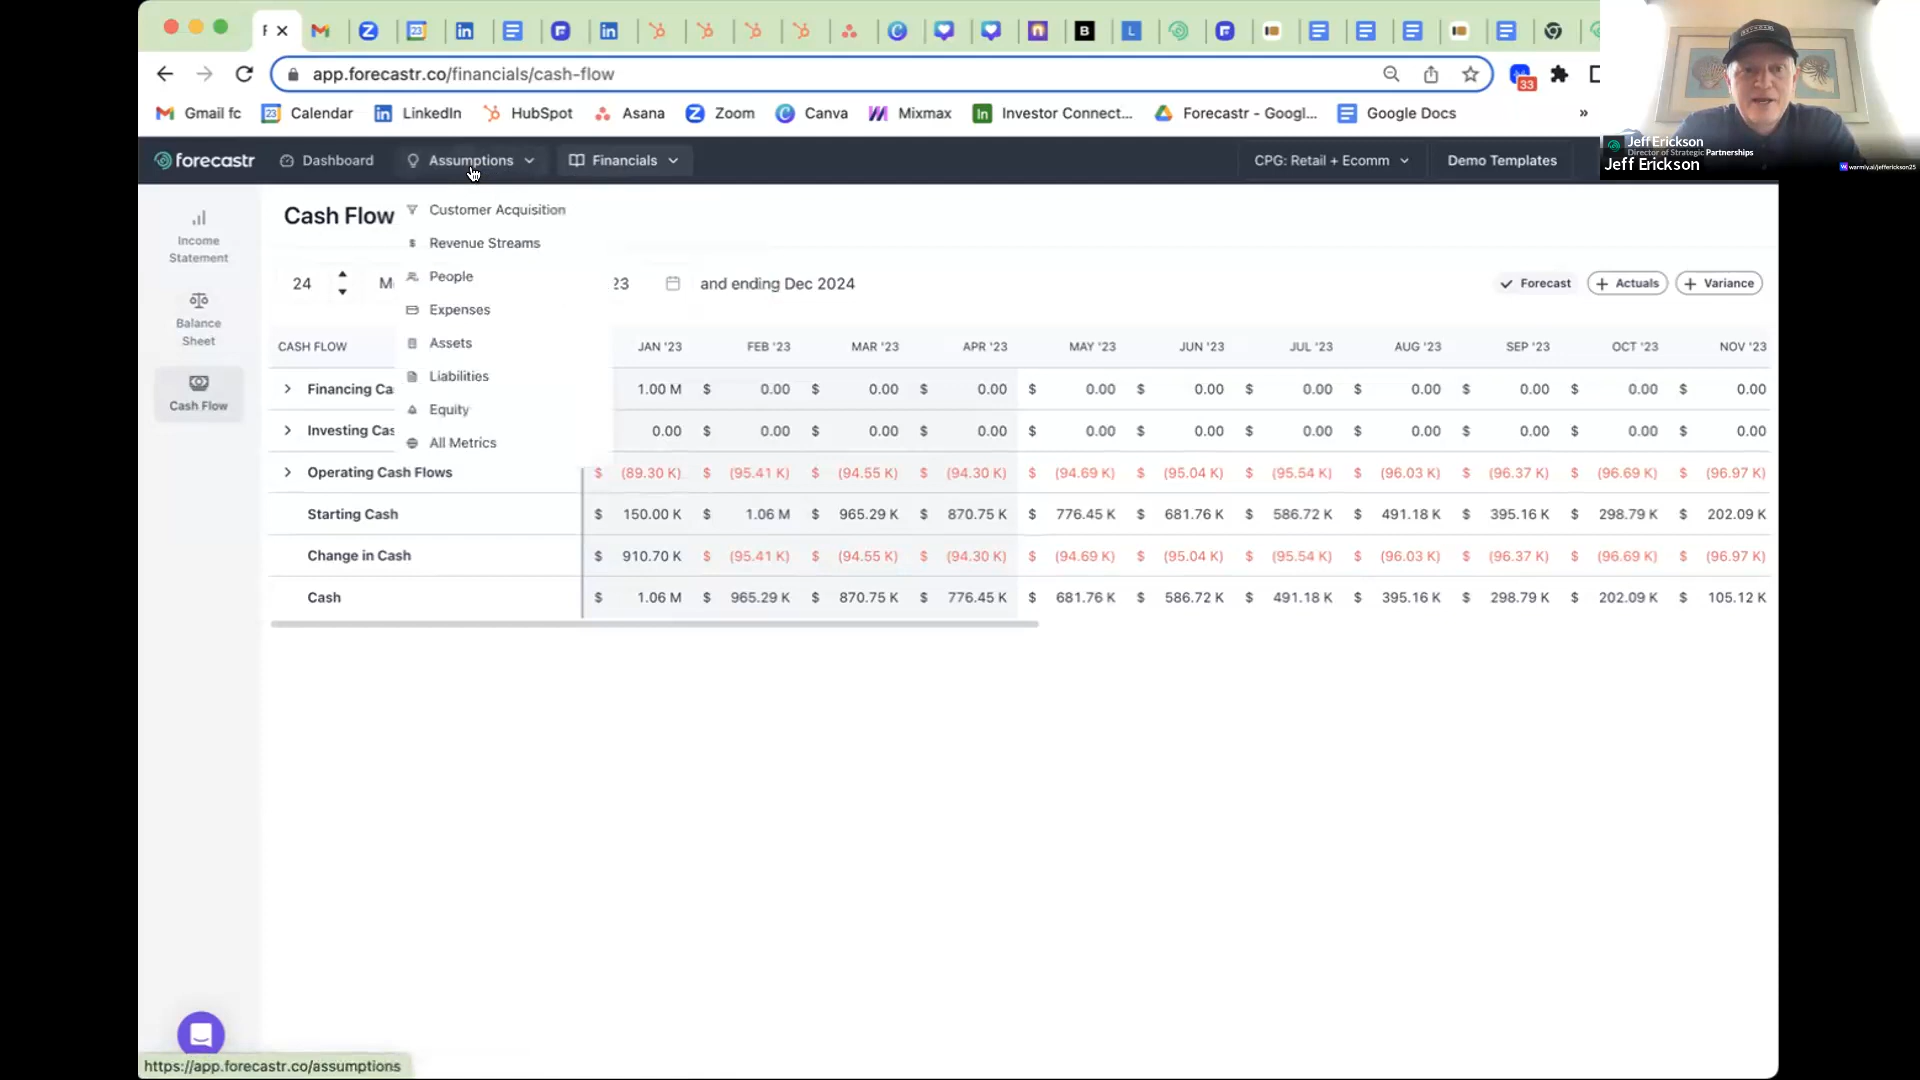 app.forecastr.co/financials/cash-flow
33
Gmail fc
Calendar
LinkedIn
HubSpot
Asana
Zoom
Canva
Mixmax
Investor Connect...
Forecastr - Googl...
Google Docs
»
forecastr
Dashboard
Assumptions
Financials
CPG: Retail + Ecomm
Demo Templates
Jeff Erickson
Director of Strategic Partnerships
Jeff Erickson
warmly.ai/jefferickson25
Income Statement
Balance Sheet
Cash Flow
Cash Flow
Customer Acquisition
Revenue Streams
People
Expenses
Assets
Liabilities
Equity
All Metrics
24 M 23 and ending Dec 2024
Forecast
Actuals
Variance
CASH FLOW JAN '23 FEB '23 MAR '23 APR '23 MAY '23 JUN '23 JUL '23 AUG '23 SEP '23 OCT '23 NOV '23
Financing Ca 1.00 M $ 0.00 $ 0.00 $ 0.00 $ 0.00 $ 0.00 $ 0.00 $ 0.00 $ 0.00 $ 0.00 $ 0.00
Investing Cas 0.00 $ 0.00 $ 0.00 $ 0.00 $ 0.00 $ 0.00 $ 0.00 $ 0.00 $ 0.00 $ 0.00 $ 0.00
Operating Cash Flows $ (89.30 K) $ (95.41 K) $ (94.55 K) $ (94.30 K) $ (94.69 K) $ (95.04 K) $ (95.54 K) $ (96.03 K) $ (96.37 K) $ (96.69 K) $ (96.97 K)
Starting Cash $ 150.00 K $ 1.06 M $ 965.29 K $ 870.75 K $ 776.45 K $ 681.76 K $ 586.72 K $ 491.18 K $ 395.16 K $ 298.79 K $ 202.09 K
Change in Cash $ 910.70 K $ (95.41 K) $ (94.55 K) $ (94.30 K) $ (94.69 K) $ (95.04 K) $ (95.54 K) $ (96.03 K) $ (96.37 K) $ (96.69 K) $ (96.97 K)
Cash $ 1.06 M $ 965.29 K $ 870.75 K $ 776.45 K $ 681.76 K $ 586.72 K $ 491.18 K $ 395.16 K $ 298.79 K $ 202.09 K $ 105.12 K
https://app.forecastr.co/assumptions